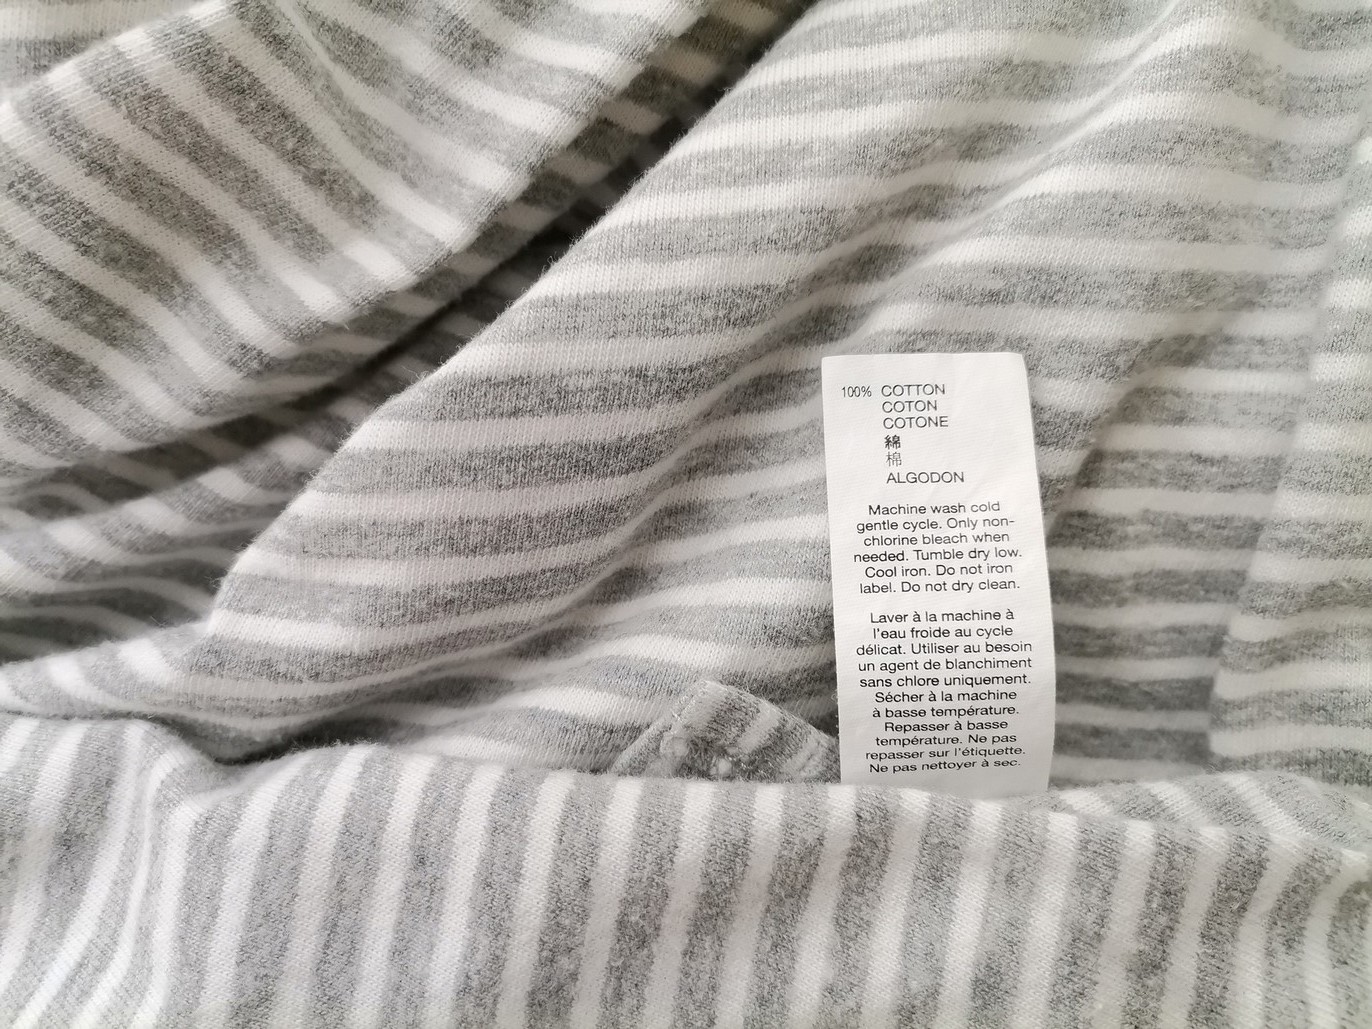 100% COTTON
COTON
COTONE
綿
棉
ALGODON
Machine wash cold
gentle cycle. Only non-
chlorine bleach when
needed. Tumble dry low.
Cool iron. Do not iron
label. Do not dry clean.
Laver à la machine à
l'eau froide au cycle
délicat. Utiliser au besoin
un agent de blanchiment
sans chlore uniquement.
Sécher à la machine
à basse température.
Repasser à basse
température. Ne pas
repasser sur l'étiquette.
Ne pas nettoyer à sec.